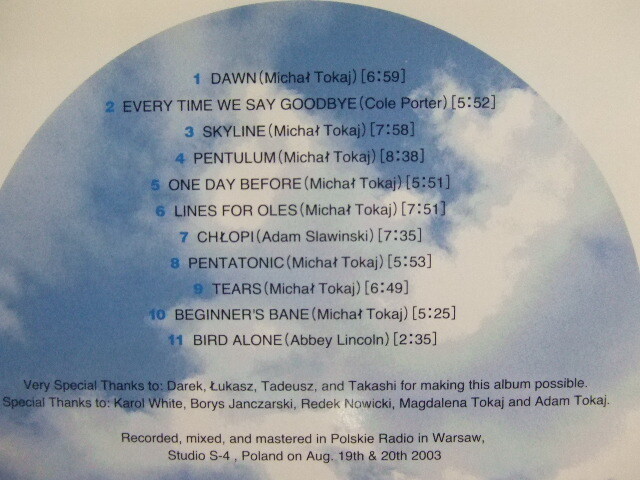 1 DAWN(Michał Tokaj)[6:59]
2 EVERY TIME WE SAY GOODBYE(Cole Porter)[5:52]
3 SKYLINE(Michał Tokaj)[7:58]
4 PENTULUM(Michał Tokaj)[8:38]
5 ONE DAY BEFORE(Michał Tokaj)[5:51]
6 LINES FOR OLES(Michał Tokaj)[7:51]
7 CHŁOPI(Adam Slawinski)[7:35]
8 PENTATONIC(Michał Tokaj)[5:53]
9 TEARS(Michał Tokaj)[6:49]
10 BEGINNER'S BANE(Michał Tokaj)[5:25]
11 BIRD ALONE(Abbey Lincoln)[2:35]
Very Special Thanks to: Darek, Łukasz, Tadeusz, and Takashi for making this album possible.
Special Thanks to: Karol White, Borys Janczarski, Redek Nowicki, Magdalena Tokaj and Adam Tokaj.
Recorded, mixed, and mastered in Polskie Radio in Warsaw,
Studio S-4 , Poland on Aug. 19th & 20th 2003